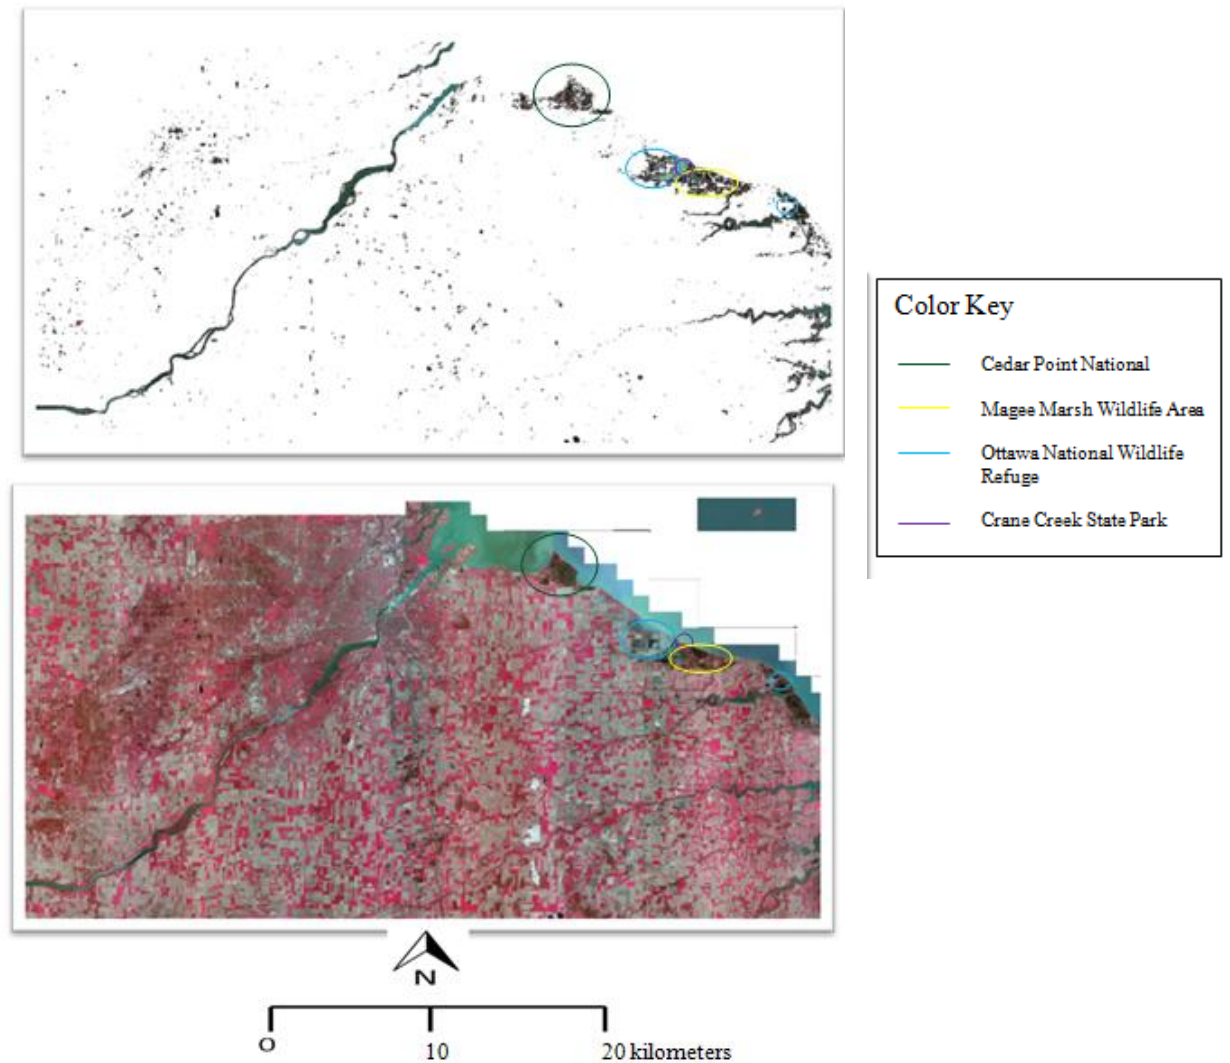 Color Key
Cedar Point National
Magee Marsh Wildlife Area
Ottawa National Wildlife
Refuge
Crane Creek State Park
N
0
10
20 kilometers